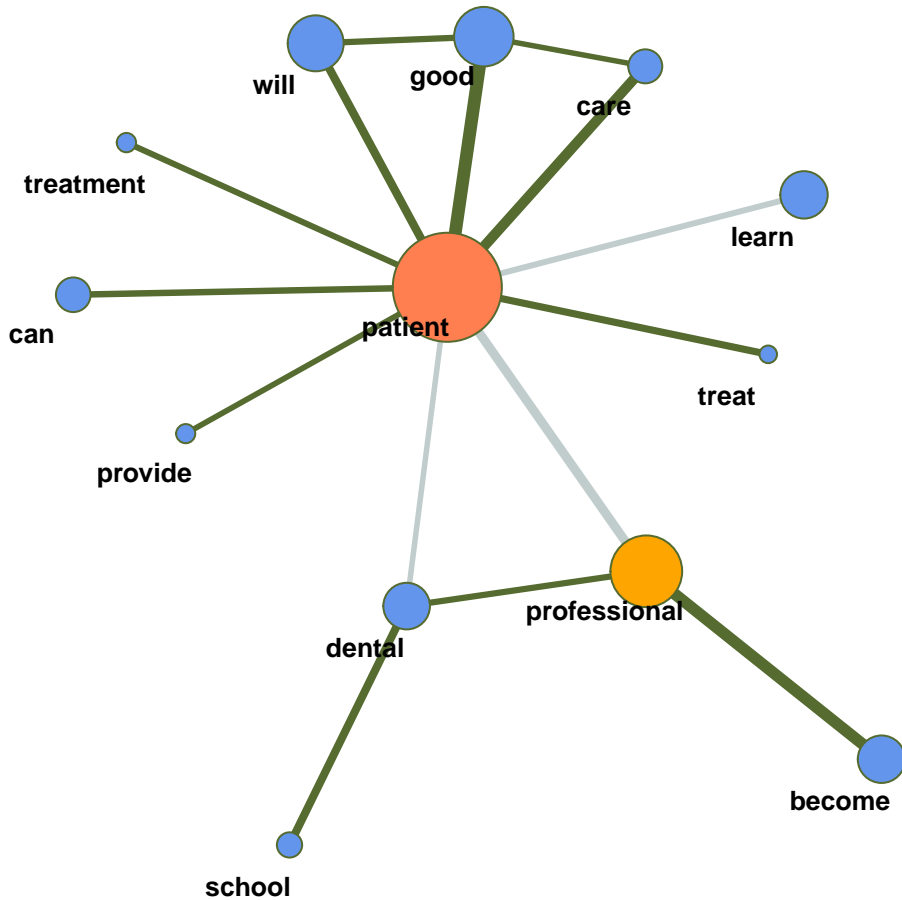 will
good
care
treatment
learn
can
patient
treat
provide
professional
dental
become
school